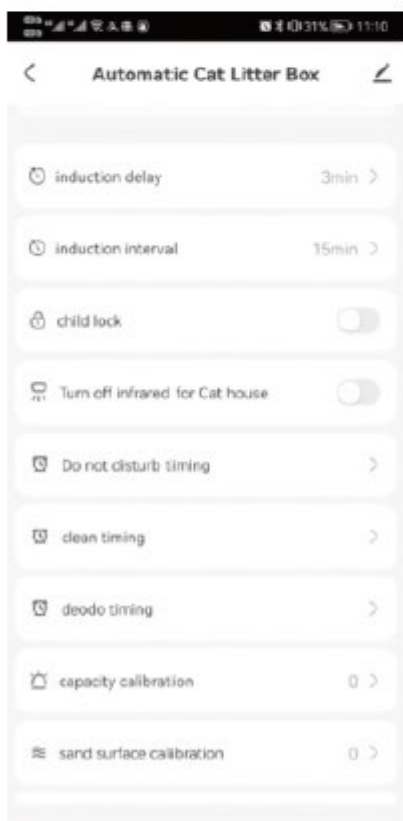 31% 11:10
Automatic Cat Litter Box
induction delay 3min
induction interval 15min
child lock
Turn off infrared for Cat house
Do not disturb timing
clean timing
deodo timing
capacity calibration 0
sand surface calibration 0